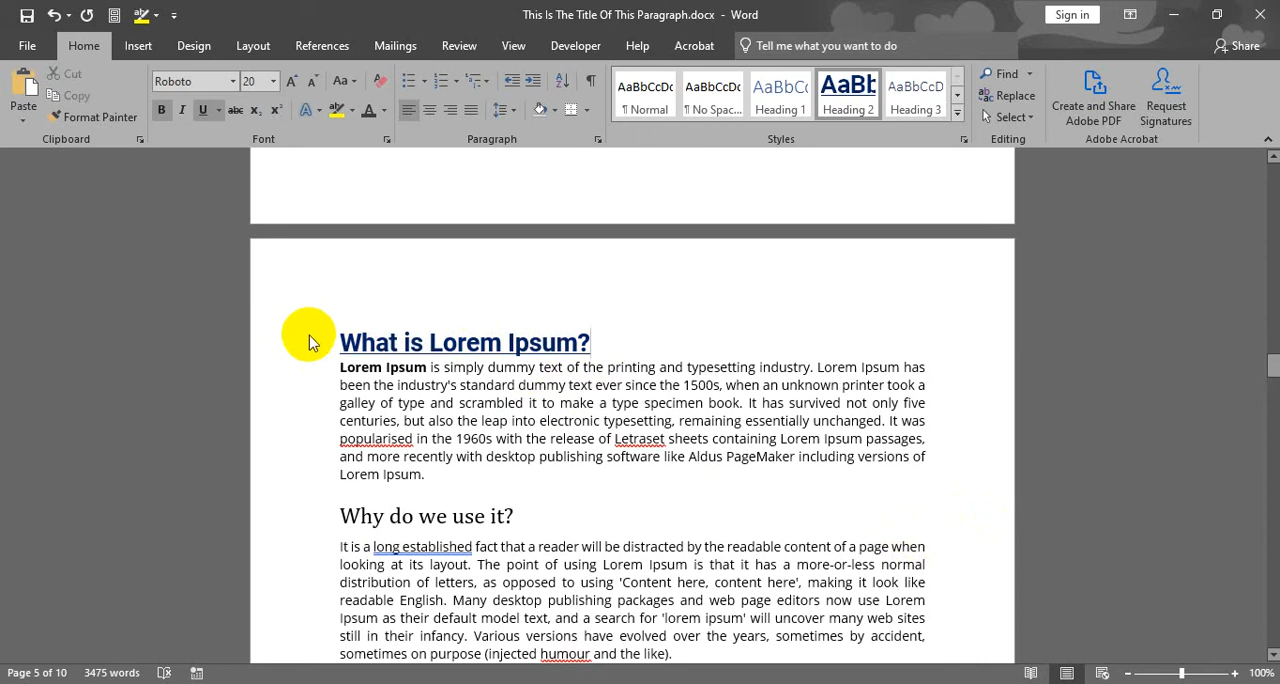 This Is The Title Of This Paragraph.docx - Word
Sign in
File Home Insert Design Layout References Mailings Review View Developer Help Acrobat Tell me what you want to do Share
Paste
Cut
Copy
Format Painter
Clipboard
Roboto 20
Aa
B I U abc x₂ x²
Font
Paragraph
AaBbCcDc AaBbCcDc AaBbCc AaBb AaBbCcD
¶ Normal ¶ No Spac... Heading 1 Heading 2 Heading 3
Styles
Find
Replace
Select
Editing
Create and Share
Adobe PDF
Request
Signatures
Adobe Acrobat
What is Lorem Ipsum?
Lorem Ipsum is simply dummy text of the printing and typesetting industry. Lorem Ipsum has
been the industry's standard dummy text ever since the 1500s, when an unknown printer took a
galley of type and scrambled it to make a type specimen book. It has survived not only five
centuries, but also the leap into electronic typesetting, remaining essentially unchanged. It was
popularised in the 1960s with the release of Letraset sheets containing Lorem Ipsum passages,
and more recently with desktop publishing software like Aldus PageMaker including versions of
Lorem Ipsum.
Why do we use it?
It is a long established fact that a reader will be distracted by the readable content of a page when
looking at its layout. The point of using Lorem Ipsum is that it has a more-or-less normal
distribution of letters, as opposed to using 'Content here, content here', making it look like
readable English. Many desktop publishing packages and web page editors now use Lorem
Ipsum as their default model text, and a search for 'lorem ipsum' will uncover many web sites
still in their infancy. Various versions have evolved over the years, sometimes by accident,
sometimes on purpose (injected humour and the like).
Page 5 of 10 3475 words 100%